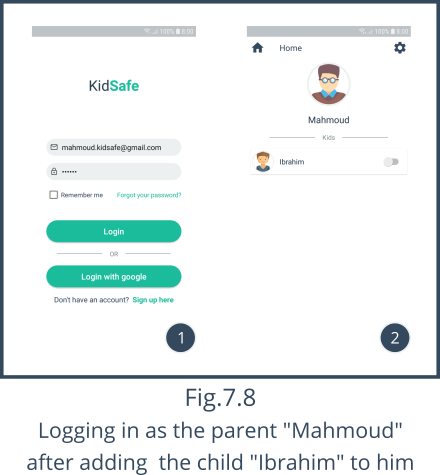 100% 8:00
KidSafe
mahmoud.kidsafe@gmail.com
••••••
Remember me
Forgot your password?
Login
OR
Login with google
Don't have an account? Sign up here
1
100% 8:00
Home
Mahmoud
Kids
Ibrahim
2
Fig.7.8
Logging in as the parent "Mahmoud"
after adding the child "Ibrahim" to him